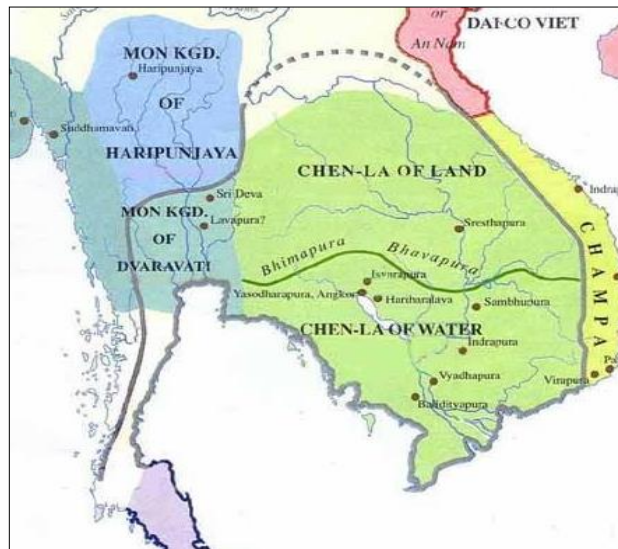 or
DAI-CO VIET
An Nam
MON KGD.
Haripunjaya
OF
HARIPUNJAYA
Suddhamavati
CHEN-LA OF LAND
Sri Deva
MON KGD.
Lavapura?
OF
DVARAVATI
Sresthapura
CHAMPA
Bhimapura
Bhavapura
Isvarapura
Yasodharapura, Angkor
Hariharalaya
Sambhupura
CHEN-LA OF WATER
Indrapura
Vyadhapura
Virapura
Baladityapura